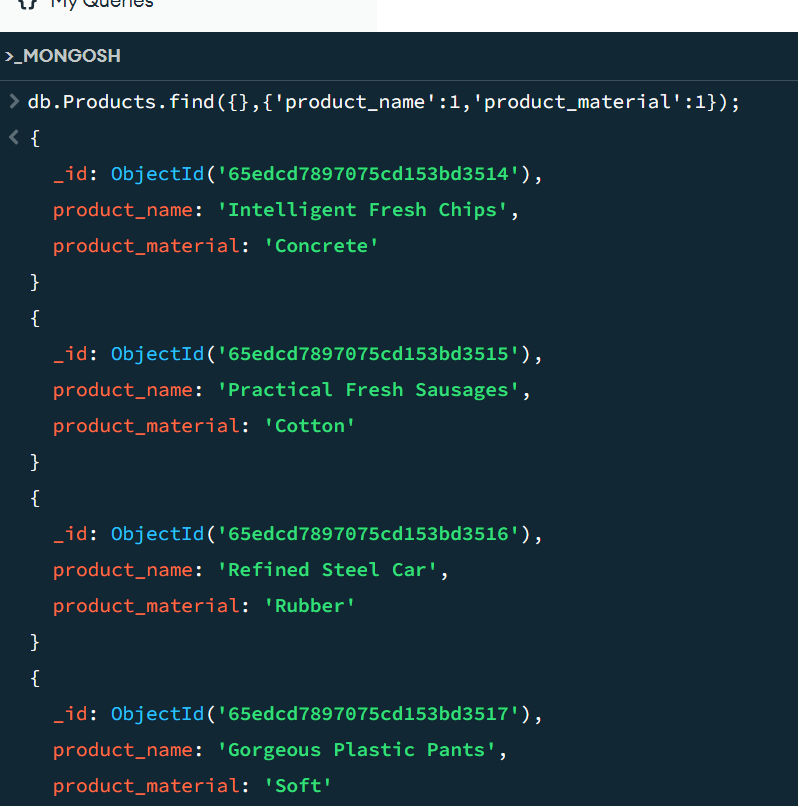 {} My Queries
>_MONGOSH
> db.Products.find({},{'product_name':1,'product_material':1});
< {
_id: ObjectId('65edcd7897075cd153bd3514'),
product_name: 'Intelligent Fresh Chips',
product_material: 'Concrete'
}
{
_id: ObjectId('65edcd7897075cd153bd3515'),
product_name: 'Practical Fresh Sausages',
product_material: 'Cotton'
}
{
_id: ObjectId('65edcd7897075cd153bd3516'),
product_name: 'Refined Steel Car',
product_material: 'Rubber'
}
{
_id: ObjectId('65edcd7897075cd153bd3517'),
product_name: 'Gorgeous Plastic Pants',
product_material: 'Soft'